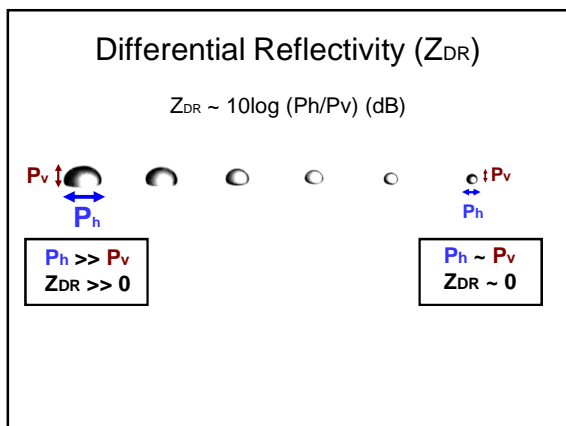 Differential Reflectivity (ZDR)
ZDR ~ 10log (Ph/Pv) (dB)
Pv
Pv
Ph
Ph
Ph >> Pv
ZDR >> 0
Ph ~ Pv
ZDR ~ 0